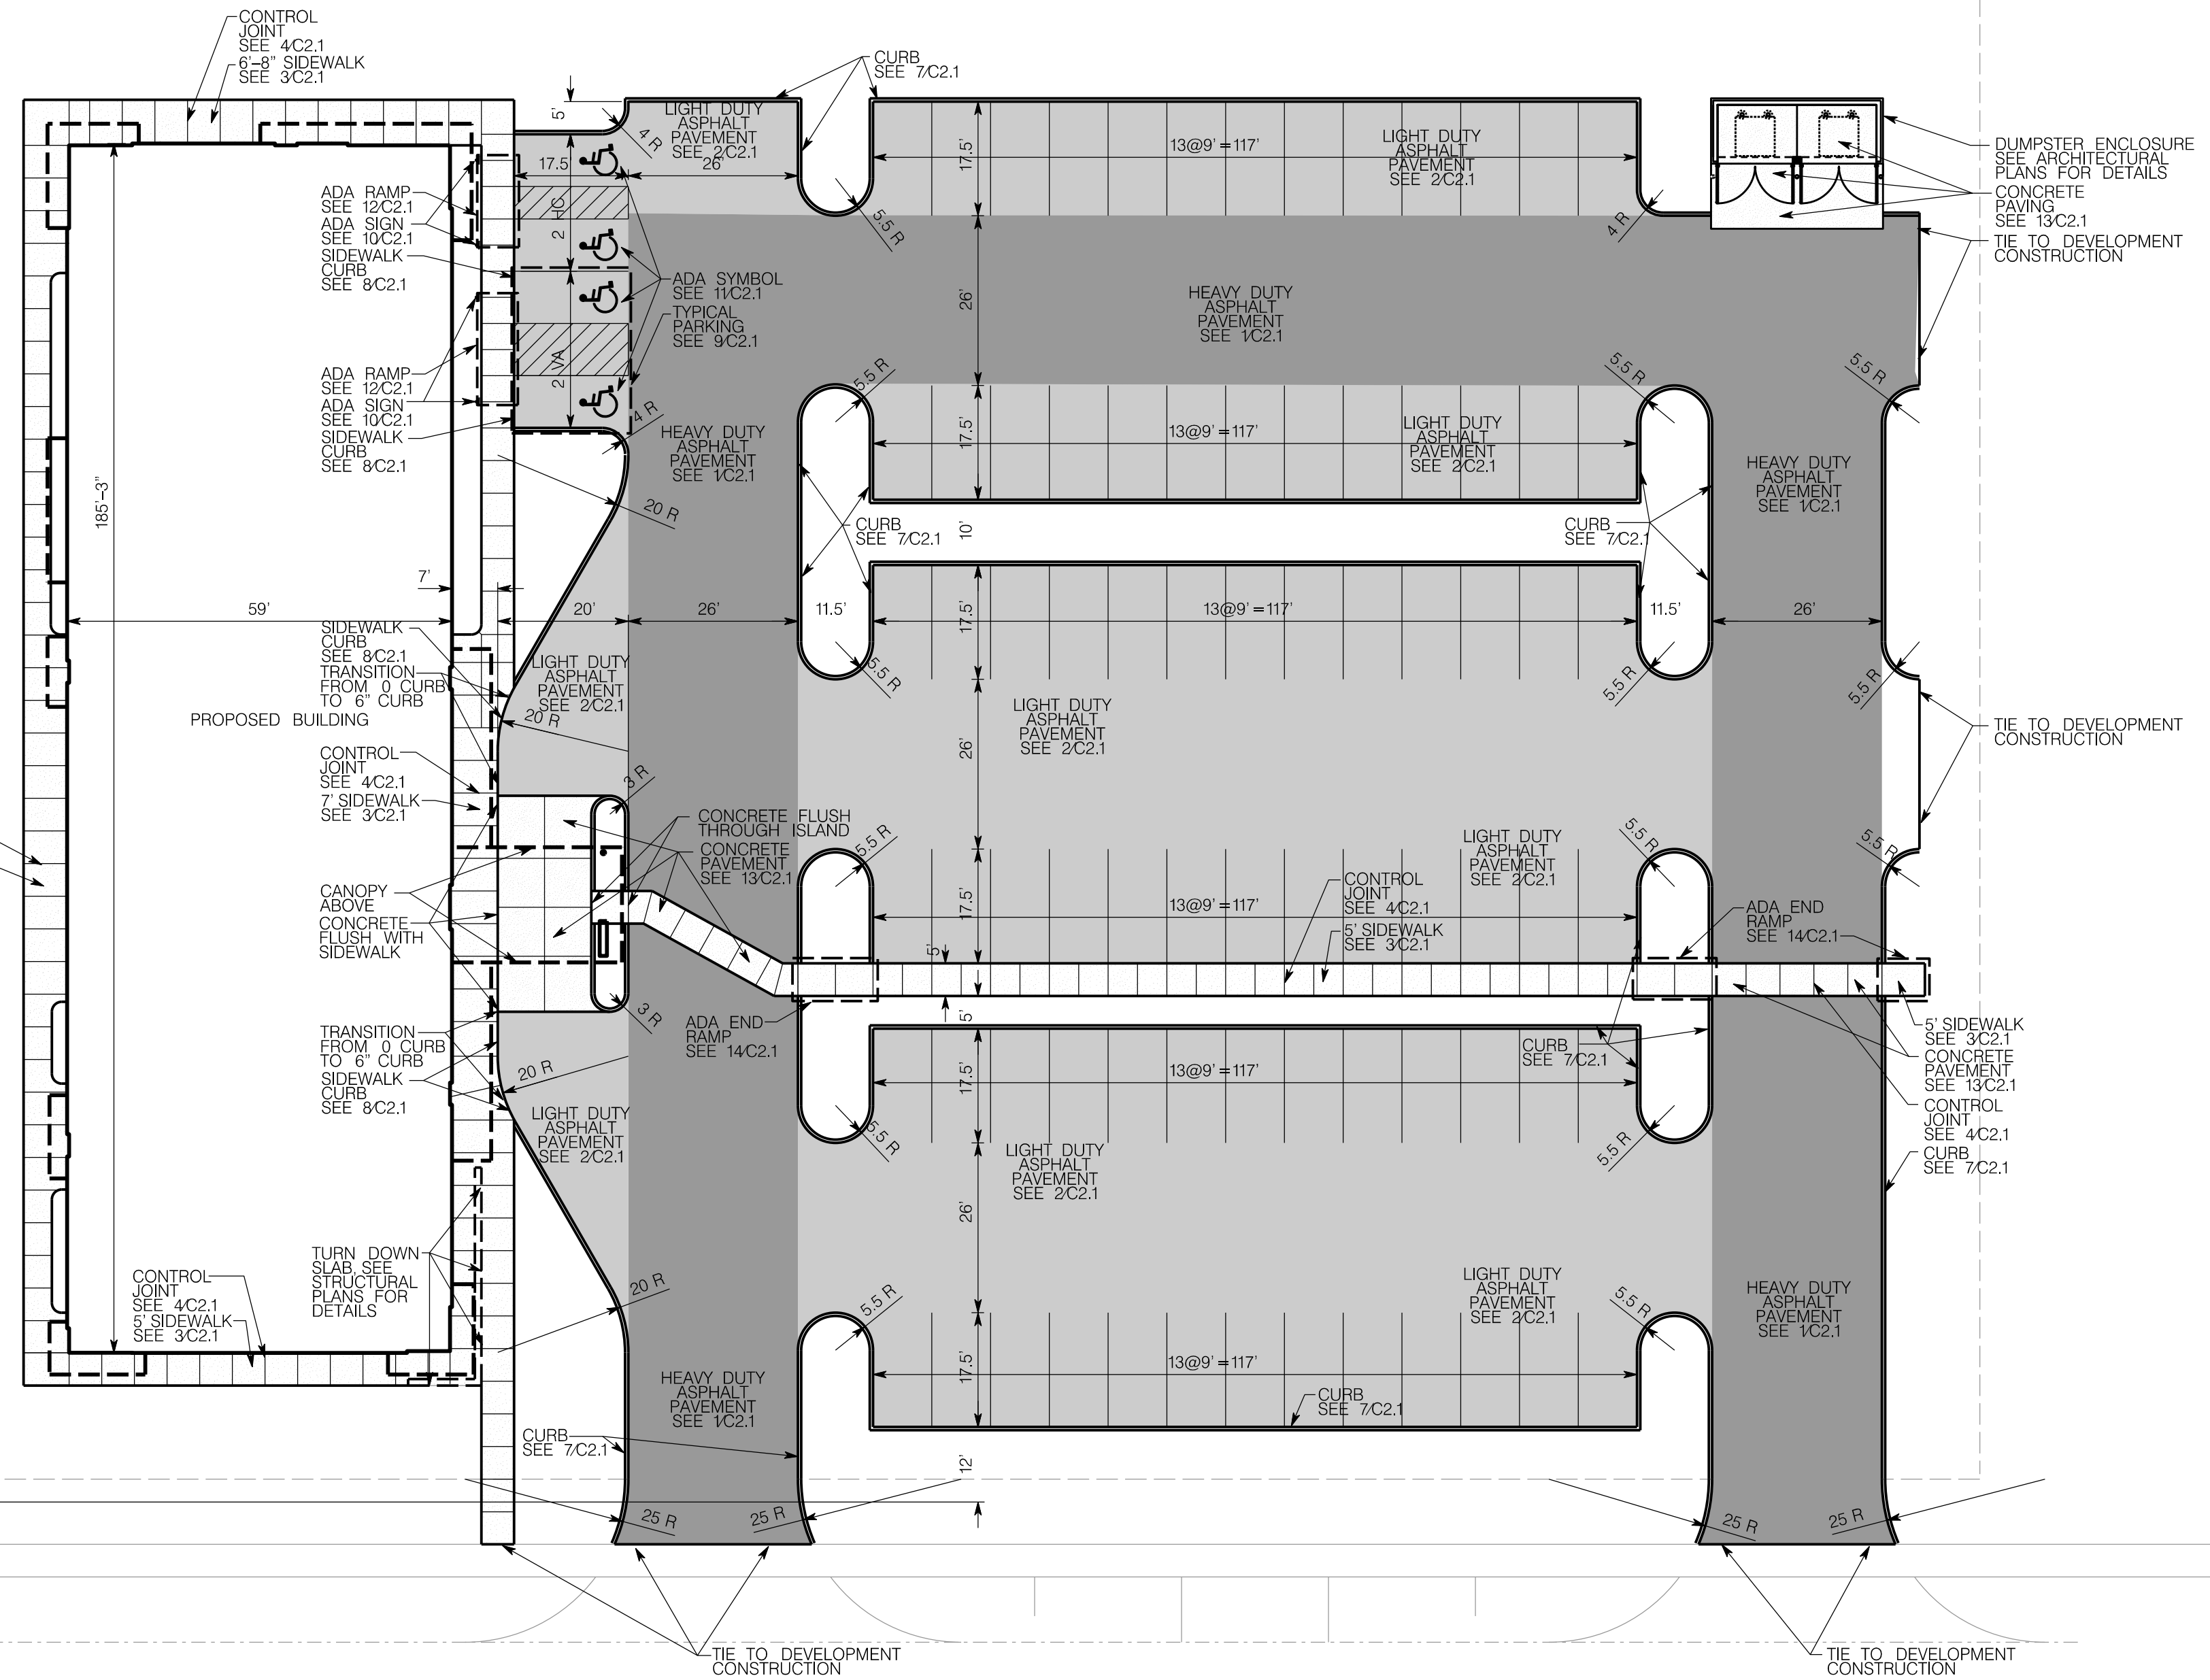 CONTROL
JOINT
SEE 4/C2.1
6'-8" SIDEWALK
SEE 3/C2.1
CURB
SEE 7/C2.1
5'
4 R
LIGHT DUTY
ASPHALT
PAVEMENT
SEE 2/C2.1
17.5'
26'
17.5'
13@9'=117'
LIGHT DUTY
ASPHALT
PAVEMENT
SEE 2/C2.1
DUMPSTER ENCLOSURE
SEE ARCHITECTURAL
PLANS FOR DETAILS
CONCRETE
PAVING
SEE 13/C2.1
TIE TO DEVELOPMENT
CONSTRUCTION
ADA RAMP
SEE 12/C2.1
ADA SIGN
SEE 10/C2.1
SIDEWALK
CURB
SEE 8/C2.1
2 HC
5.5 R
4 R
ADA SYMBOL
SEE 11/C2.1
TYPICAL
PARKING
SEE 9/C2.1
26'
HEAVY DUTY
ASPHALT
PAVEMENT
SEE 1/C2.1
2 VA
ADA RAMP
SEE 12/C2.1
ADA SIGN
SEE 10/C2.1
SIDEWALK
CURB
SEE 8/C2.1
4 R
5.5 R
5.5 R
5.5 R
HEAVY DUTY
ASPHALT
PAVEMENT
SEE 1/C2.1
17.5'
13@9'=117'
LIGHT DUTY
ASPHALT
PAVEMENT
SEE 2/C2.1
HEAVY DUTY
ASPHALT
PAVEMENT
SEE 1/C2.1
185'-3"
20 R
CURB
SEE 7/C2.1
10'
CURB
SEE 7/C2.1
7'
59'
20'
26'
11.5'
17.5'
13@9'=117'
11.5'
26'
SIDEWALK
CURB
SEE 8/C2.1
TRANSITION
FROM 0 CURB
TO 6" CURB
LIGHT DUTY
ASPHALT
PAVEMENT
SEE 2/C2.1
20 R
5.5 R
5.5 R
5.5 R
PROPOSED BUILDING
LIGHT DUTY
ASPHALT
PAVEMENT
SEE 2/C2.1
26'
TIE TO DEVELOPMENT
CONSTRUCTION
CONTROL
JOINT
SEE 4/C2.1
7' SIDEWALK
SEE 3/C2.1
3 R
CONCRETE FLUSH
THROUGH ISLAND
CONCRETE
PAVEMENT
SEE 13/C2.1
5.5 R
5.5 R
5.5 R
LIGHT DUTY
ASPHALT
PAVEMENT
SEE 2/C2.1
CANOPY
ABOVE
CONCRETE
FLUSH WITH
SIDEWALK
17.5'
13@9'=117'
CONTROL
JOINT
SEE 4/C2.1
5' SIDEWALK
SEE 3/C2.1
ADA END
RAMP
SEE 14/C2.1
5'
5'
3 R
ADA END
RAMP
SEE 14/C2.1
TRANSITION
FROM 0 CURB
TO 6" CURB
SIDEWALK
CURB
SEE 8/C2.1
20 R
CURB
SEE 7/C2.1
5' SIDEWALK
SEE 3/C2.1
CONCRETE
PAVEMENT
SEE 13/C2.1
CONTROL
JOINT
SEE 4/C2.1
CURB
SEE 7/C2.1
17.5'
13@9'=117'
LIGHT DUTY
ASPHALT
PAVEMENT
SEE 2/C2.1
5.5 R
5.5 R
LIGHT DUTY
ASPHALT
PAVEMENT
SEE 2/C2.1
26'
TURN DOWN
SLAB, SEE
STRUCTURAL
PLANS FOR
DETAILS
CONTROL
JOINT
SEE 4/C2.1
5' SIDEWALK
SEE 3/C2.1
20 R
5.5 R
LIGHT DUTY
ASPHALT
PAVEMENT
SEE 2/C2.1
5.5 R
HEAVY DUTY
ASPHALT
PAVEMENT
SEE 1/C2.1
HEAVY DUTY
ASPHALT
PAVEMENT
SEE 1/C2.1
17.5'
13@9'=117'
CURB
SEE 7/C2.1
CURB
SEE 7/C2.1
12'
25 R
25 R
25 R
25 R
TIE TO DEVELOPMENT
CONSTRUCTION
TIE TO DEVELOPMENT
CONSTRUCTION